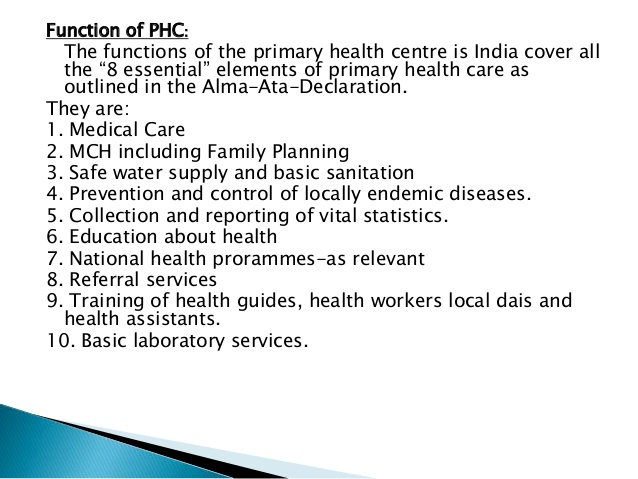 Function of PHC:
The functions of the primary health centre is India cover all
the “8 essential” elements of primary health care as
outlined in the Alma-Ata-Declaration.
They are:
1. Medical Care
2. MCH including Family Planning
3. Safe water supply and basic sanitation
4. Prevention and control of locally endemic diseases.
5. Collection and reporting of vital statistics.
6. Education about health
7. National health prorammes-as relevant
8. Referral services
9. Training of health guides, health workers local dais and
health assistants.
10. Basic laboratory services.